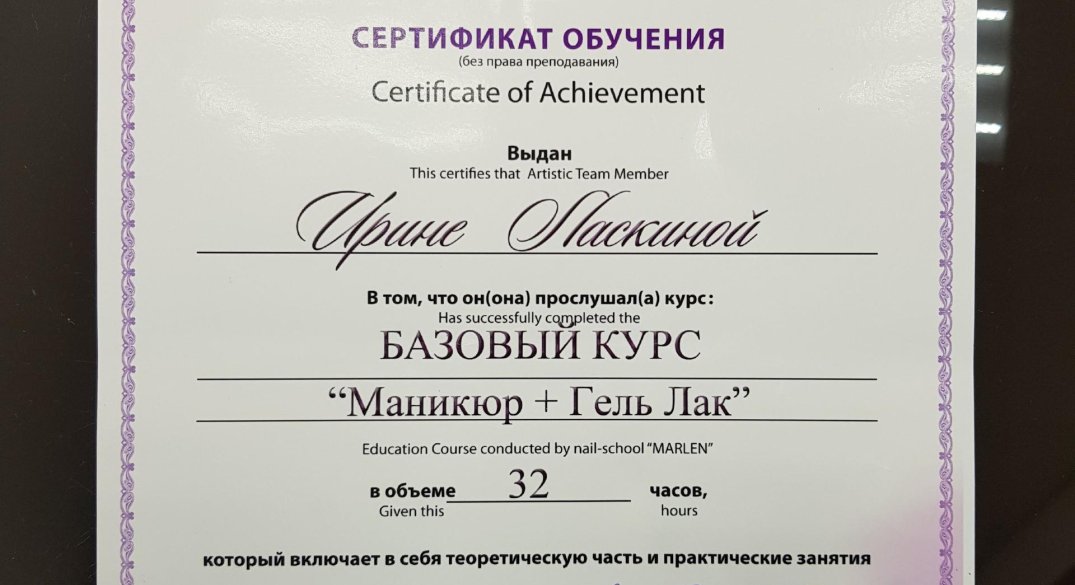 СЕРТИФИКАТ ОБУЧЕНИЯ
(без права преподавания)
Certificate of Achievement
Выдан
This certifies that Artistic Team Member
Ирине Ласкиной
В том, что он(она) прослушал(а) курс:
Has successfully completed the
БАЗОВЫЙ КУРС
“Маникюр + Гель Лак”
Education Course conducted by nail-school “MARLEN”
в объеме 32 часов,
Given this hours
который включает в себя теоретическую часть и практические занятия